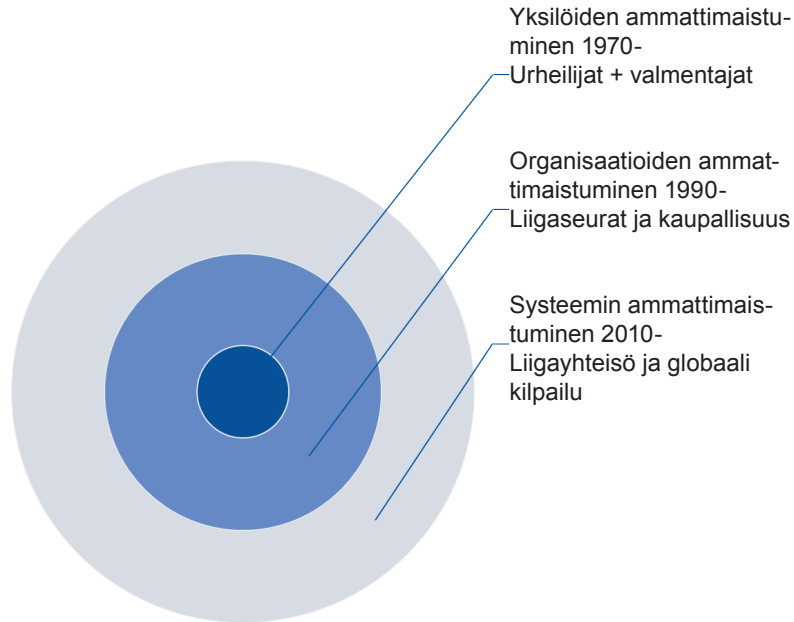 Yksilöiden ammattimaistu-
minen 1970-
Urheilijat + valmentajat
Organisaatioiden ammat-
timaistuminen 1990-
Liigaseurat ja kaupallisuus
Systeemin ammattimais-
tuminen 2010-
Liigayhteisö ja globaali
kilpailu